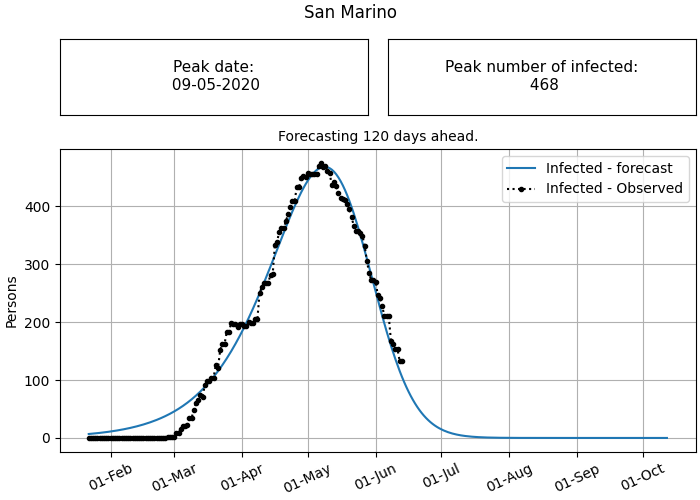 San Marino
Peak date:
09-05-2020
Peak number of infected:
468
Forecasting 120 days ahead.
Infected - forecast
Infected - Observed
Persons
400
300
200
100
0
01-Feb
01-Mar
01-Apr
01-May
01-Jun
01-Jul
01-Aug
01-Sep
01-Oct